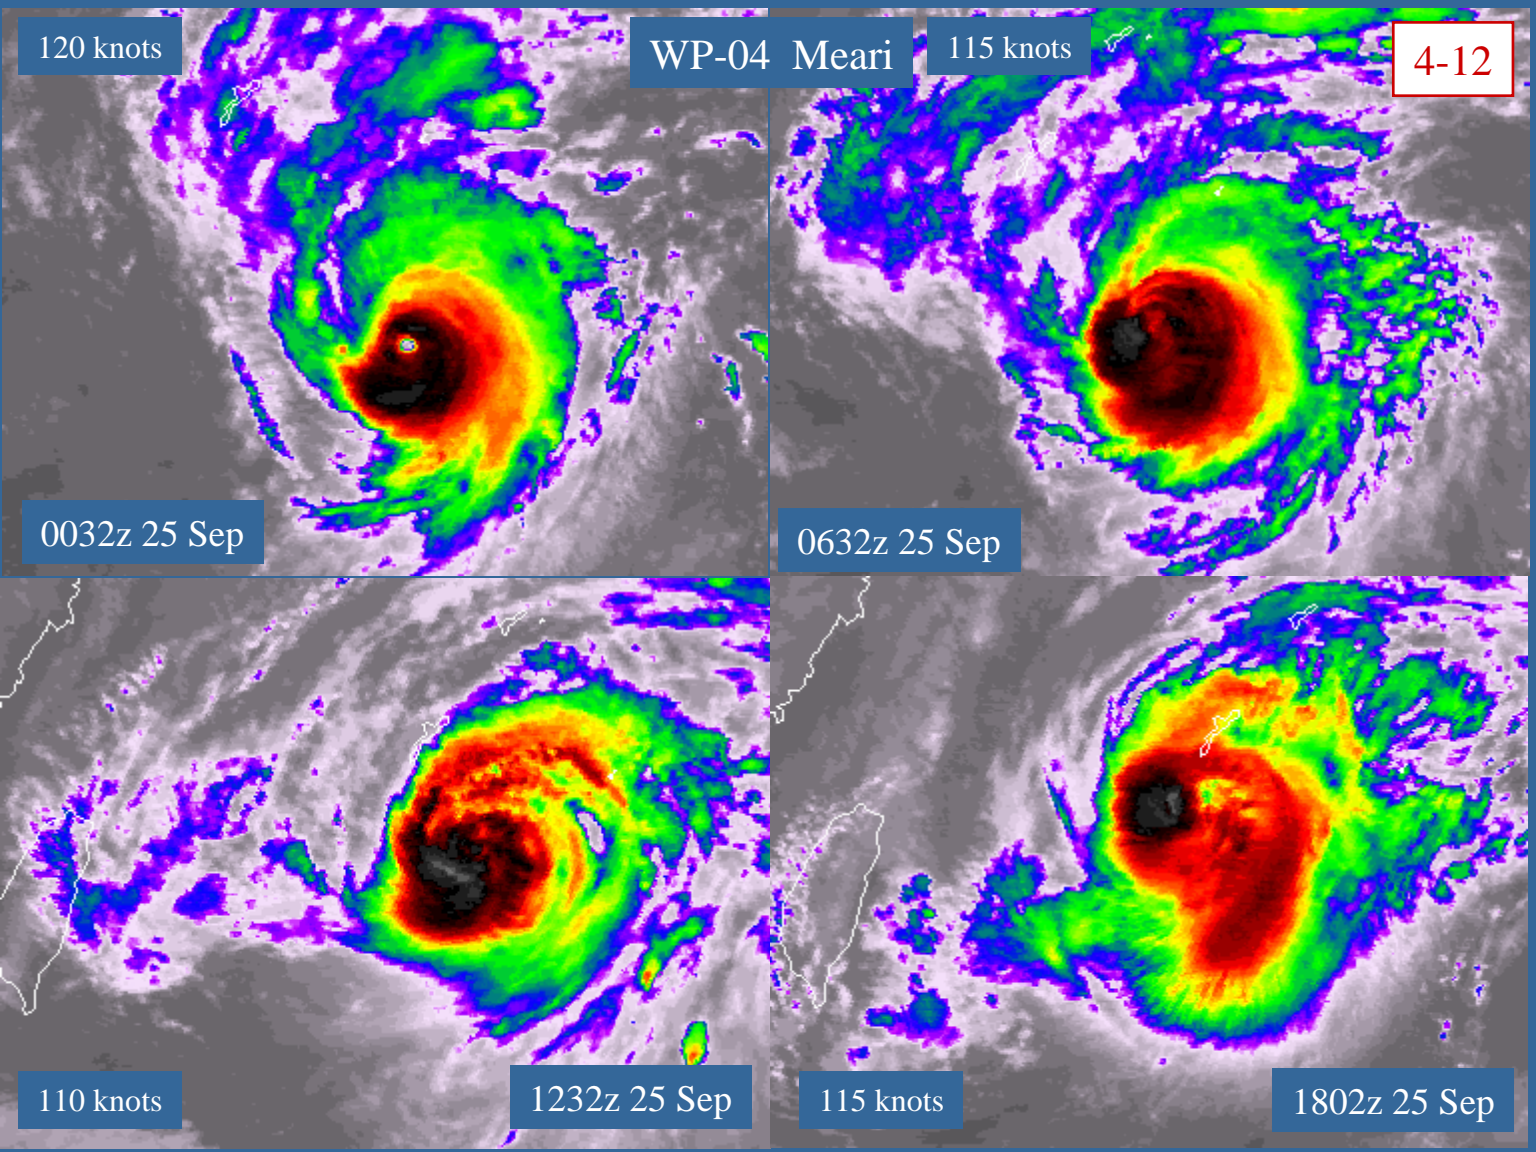 120 knots
WP-04 Meari
115 knots
4-12
0032z 25 Sep
0632z 25 Sep
110 knots
1232z 25 Sep
115 knots
1802z 25 Sep